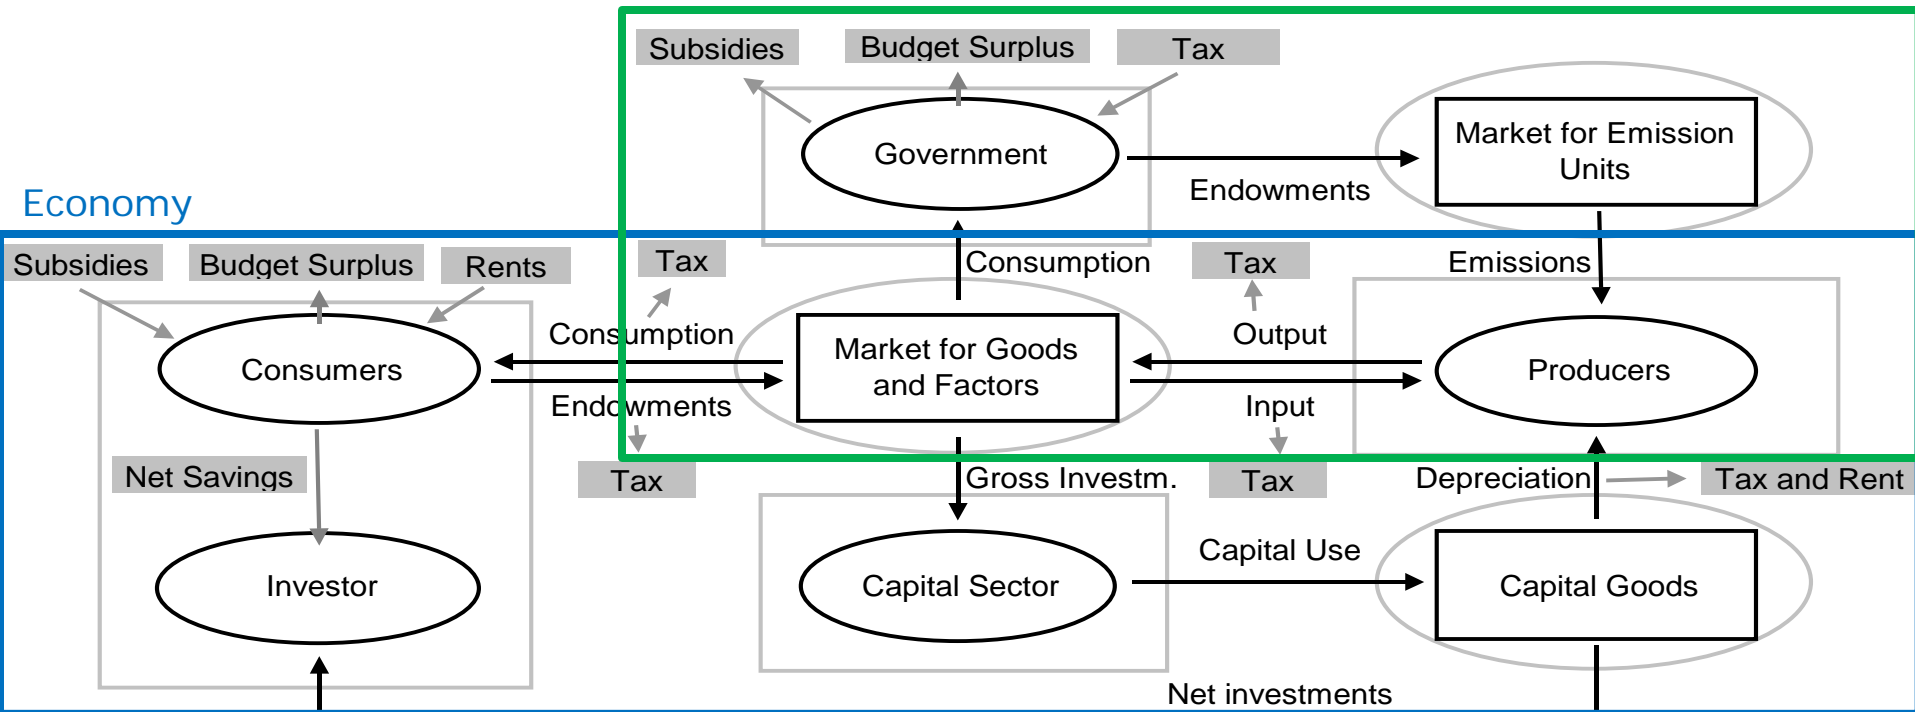 Subsidies
Budget Surplus
Tax
Government
Market for Emission
Units
Endowments
Economy
Subsidies
Budget Surplus
Rents
Tax
Consumption
Tax
Emissions
Consumption
Output
Consumers
Market for Goods
and Factors
Producers
Endowments
Input
Net Savings
Tax
Gross Investm.
Tax
Depreciation
Tax and Rent
Capital Use
Investor
Capital Sector
Capital Goods
Net investments